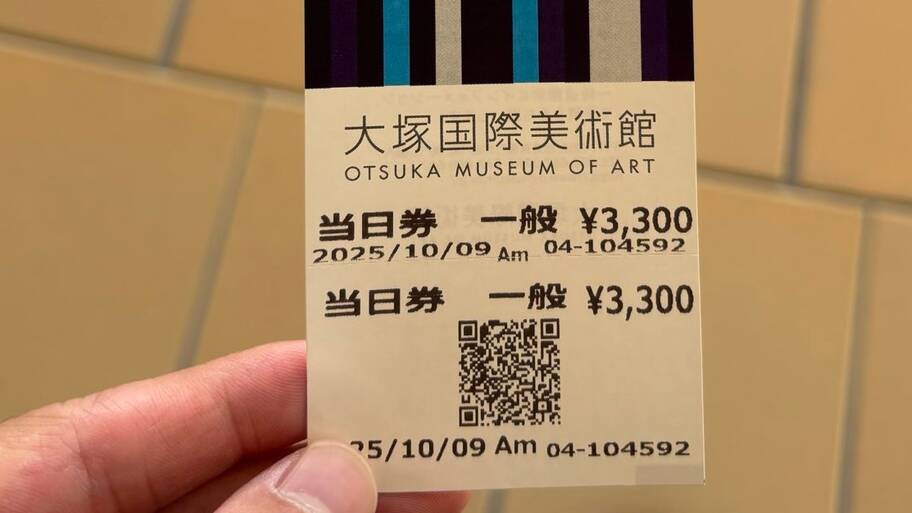 大塚国際美術館
OTSUKA MUSEUM OF ART
当日券 一般 ¥3,300
2025/10/09 Am 04-104592
当日券 一般 ¥3,300
25/10/09 Am 04-104592